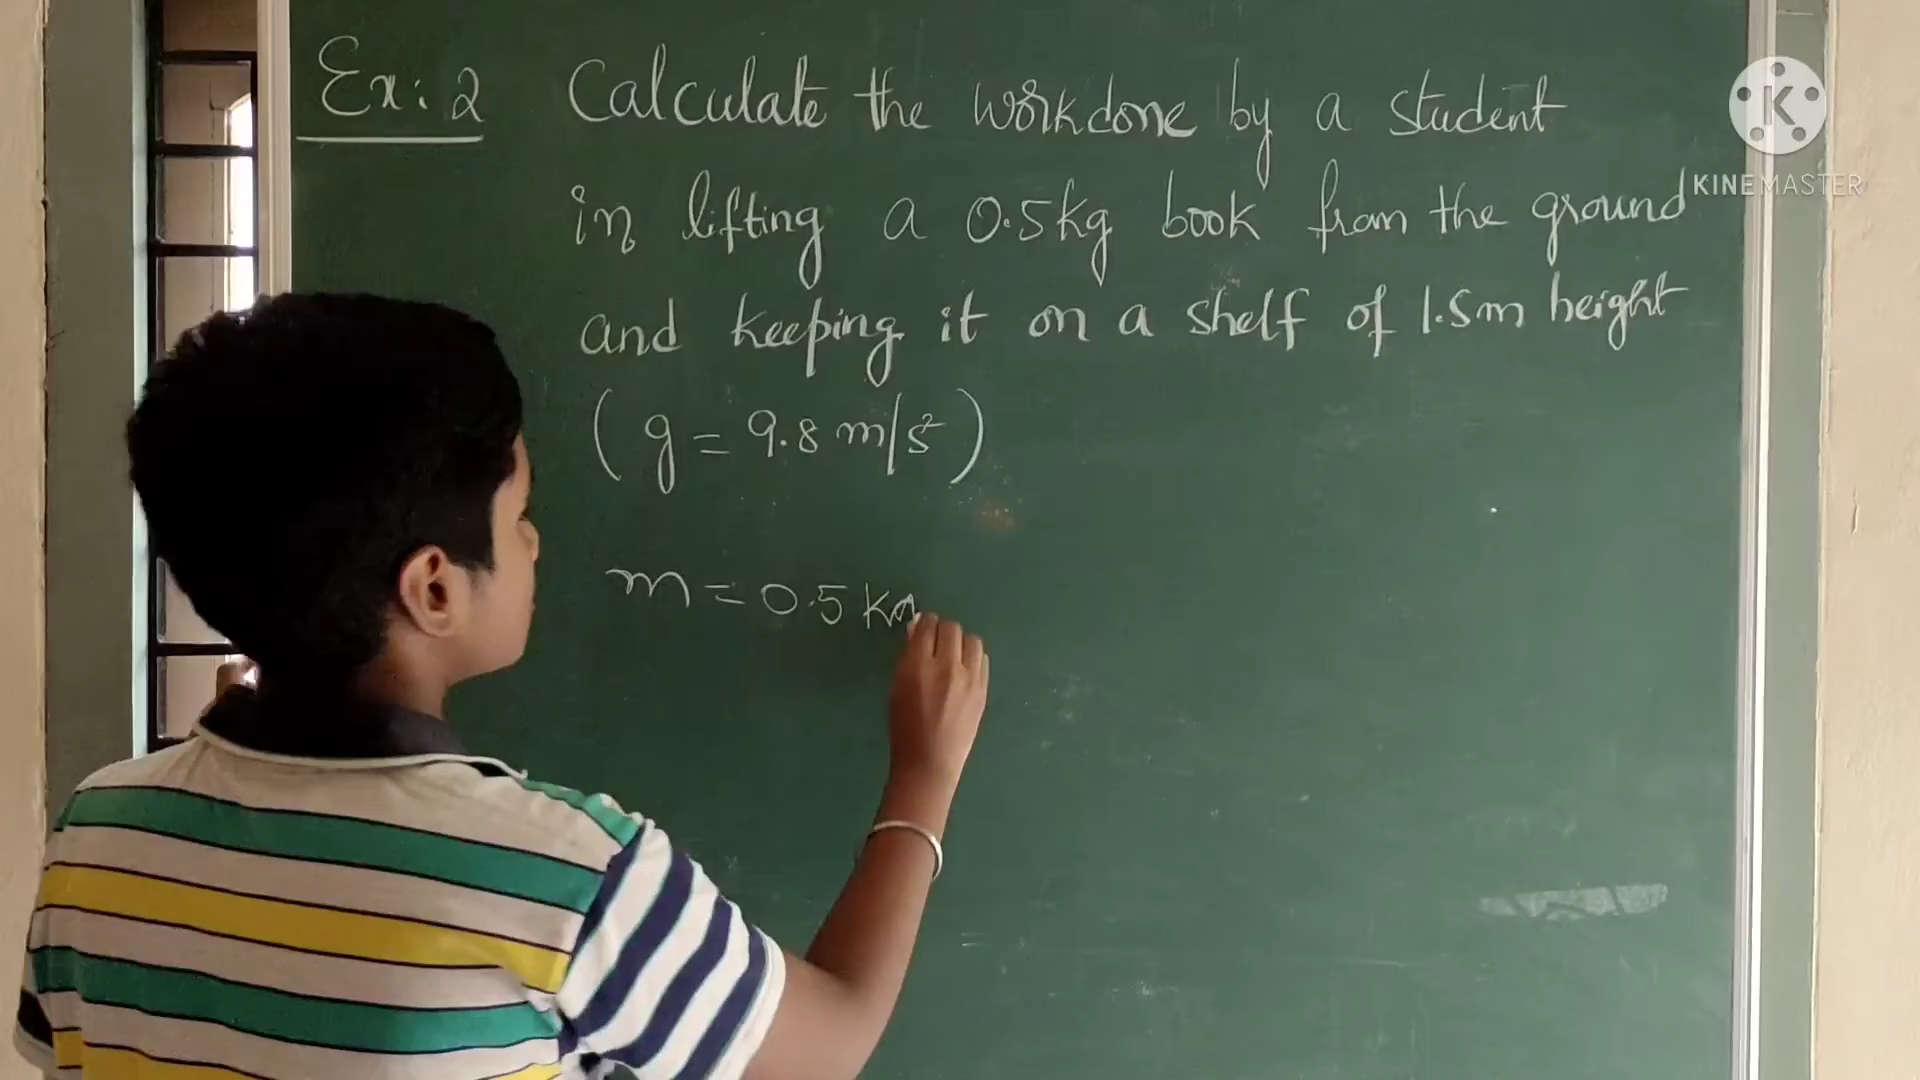 Ex: 2 Calculate the workdone by a student
in lifting a 0.5kg book from the ground
and keeping it on a shelf of 1.5m height
(g = 9.8 m/s²)
m = 0.5 kg
K
KINEMASTER